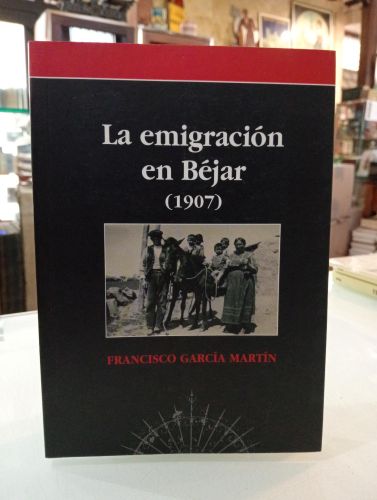 La emigración
en Béjar
(1907)
FRANCISCO GARCÍA MARTÍN